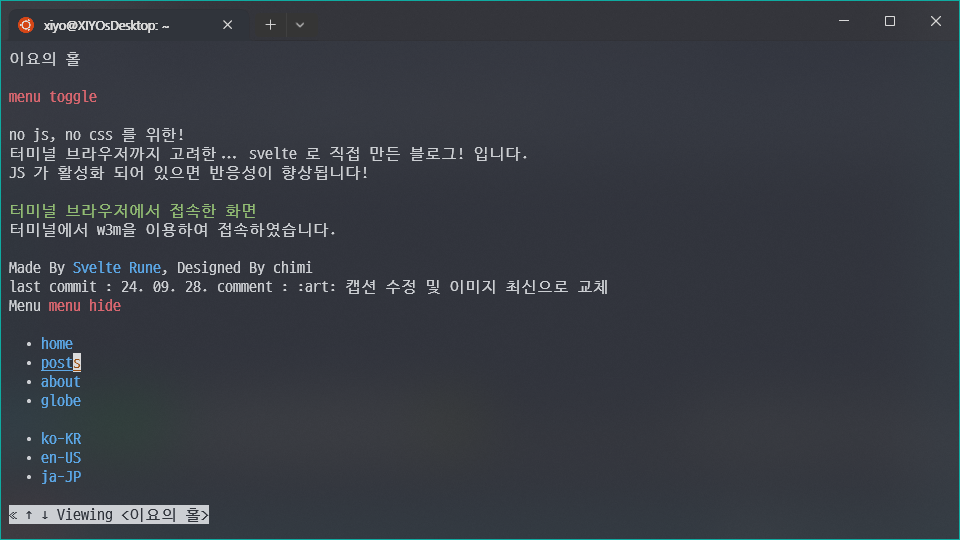 xiyo@XIYOsDesktop: ~
이요의 홀
menu toggle
no js, no css 를 위한!
터미널 브라우저까지 고려한... svelte 로 직접 만든 블로그! 입니다.
JS 가 활성화 되어 있으면 반응성이 향상됩니다!
터미널 브라우저에서 접속한 화면
터미널에서 w3m을 이용하여 접속하였습니다.
Made By Svelte Rune, Designed By chimi
last commit : 24. 09. 28. comment : :art: 캡션 수정 및 이미지 최신으로 교체
Menu menu hide
• home
• posts
• about
• globe
• ko-KR
• en-US
• ja-JP
≪ ↑ ↓ Viewing <이요의 홀>